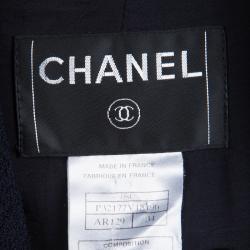 CHANEL
MADE IN FRANCE
FABRIQUE EN FRANCE
AR129 34
COMPOSITION